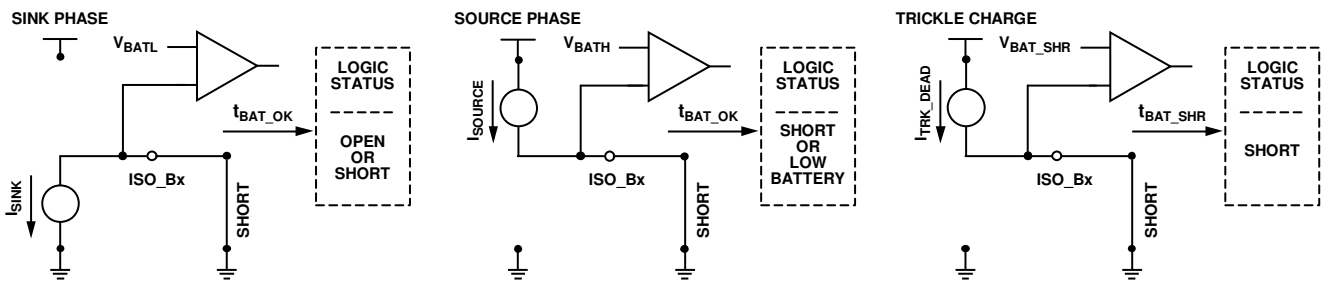 SINK PHASE
V_BATL
LOGIC
STATUS
t_BAT_OK
OPEN
OR
SHORT
ISO_Bx
I_SINK
SHORT
SOURCE PHASE
V_BATH
I_SOURCE
LOGIC
STATUS
t_BAT_OK
SHORT
OR
LOW
BATTERY
ISO_Bx
SHORT
TRICKLE CHARGE
V_BAT_SHR
I_TRK_DEAD
LOGIC
STATUS
t_BAT_SHR
SHORT
ISO_Bx
SHORT